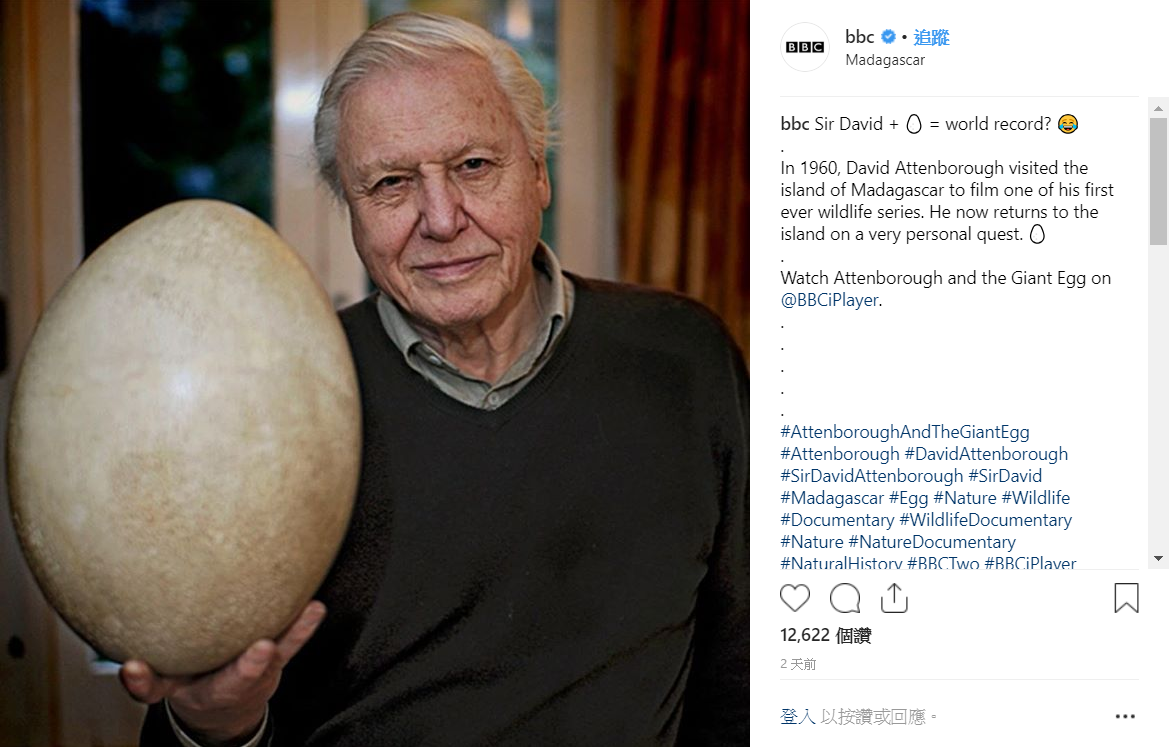 BBC
bbc • 追蹤
Madagascar
bbc Sir David + 🥚 = world record? 😂
.
In 1960, David Attenborough visited the
island of Madagascar to film one of his first
ever wildlife series. He now returns to the
island on a very personal quest. 🥚
.
Watch Attenborough and the Giant Egg on
@BBCiPlayer.
.
.
.
.
.
#AttenboroughAndTheGiantEgg
#Attenborough #DavidAttenborough
#SirDavidAttenborough #SirDavid
#Madagascar #Egg #Nature #Wildlife
#Documentary #WildlifeDocumentary
#Nature #NatureDocumentary
#NaturalHistory #BBCTwo #BBCiPlayer
12,622 個讚
2 天前
登入 以按讚或回應。